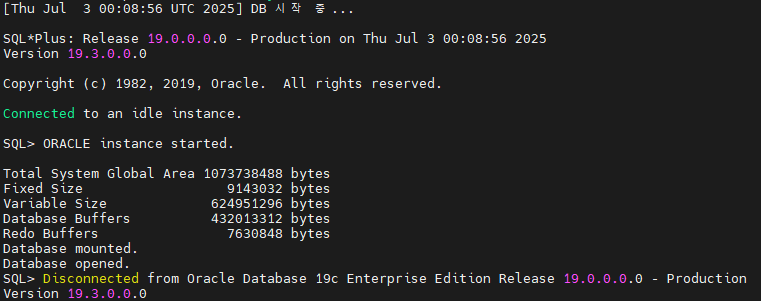 [Thu Jul  3 00:08:56 UTC 2025] DB 시작 중...
SQL*Plus: Release 19.0.0.0.0 - Production on Thu Jul 3 00:08:56 2025
Version 19.3.0.0.0
Copyright (c) 1982, 2019, Oracle.  All rights reserved.
Connected to an idle instance.
SQL> ORACLE instance started.
Total System Global Area 1073738488 bytes
Fixed Size                  9143032 bytes
Variable Size             624951296 bytes
Database Buffers          432013312 bytes
Redo Buffers                7630848 bytes
Database mounted.
Database opened.
SQL> Disconnected from Oracle Database 19c Enterprise Edition Release 19.0.0.0.0 - Production
Version 19.3.0.0.0